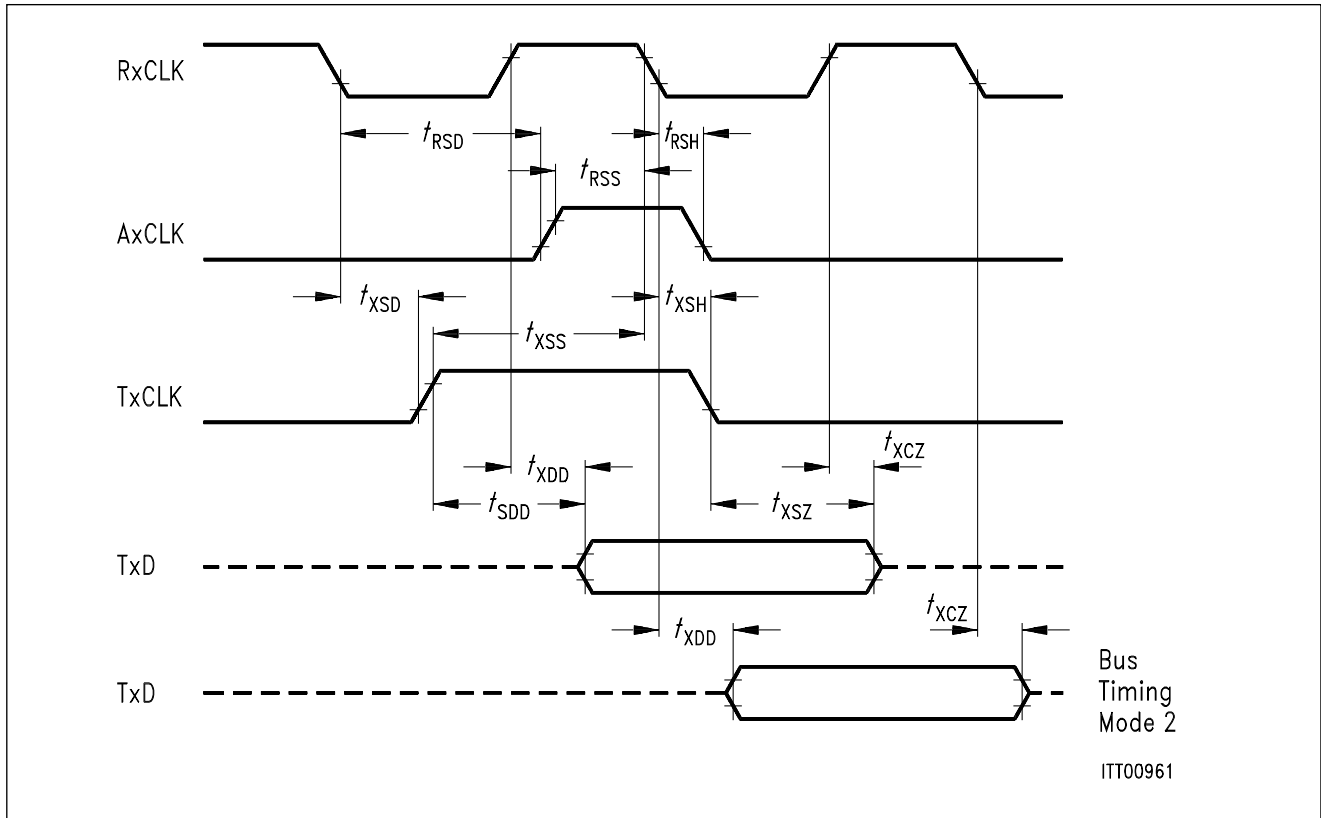 RxCLK
tRSD
tRSH
tRSS
AxCLK
tXSD
tXSH
tXSS
TxCLK
tXCZ
tXDD
tSDD
tXSZ
TxD
tXCZ
tXDD
TxD
Bus
Timing
Mode 2
ITT00961